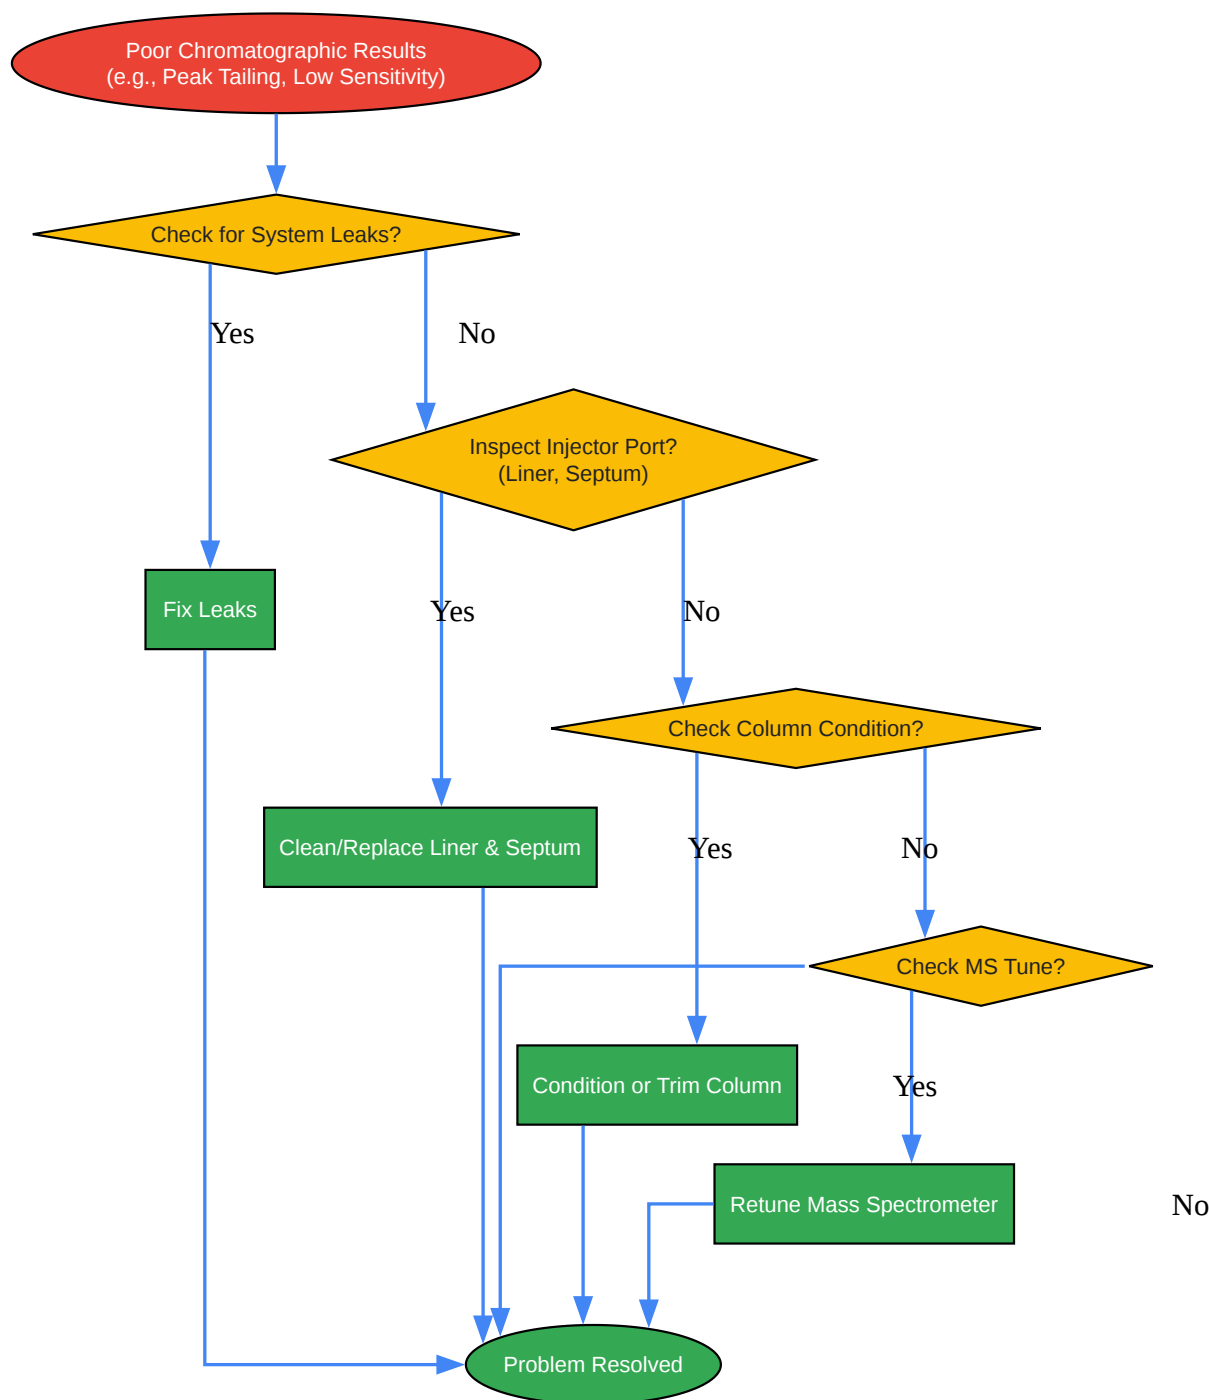 Poor Chromatographic Results
(e.g., Peak Tailing, Low Sensitivity)
Check for System Leaks?
Yes
No
Inspect Injector Port?
(Liner, Septum)
Fix Leaks
Yes
No
Check Column Condition?
Clean/Replace Liner & Septum
Yes
No
Check MS Tune?
Condition or Trim Column
Yes
Retune Mass Spectrometer
No
Problem Resolved